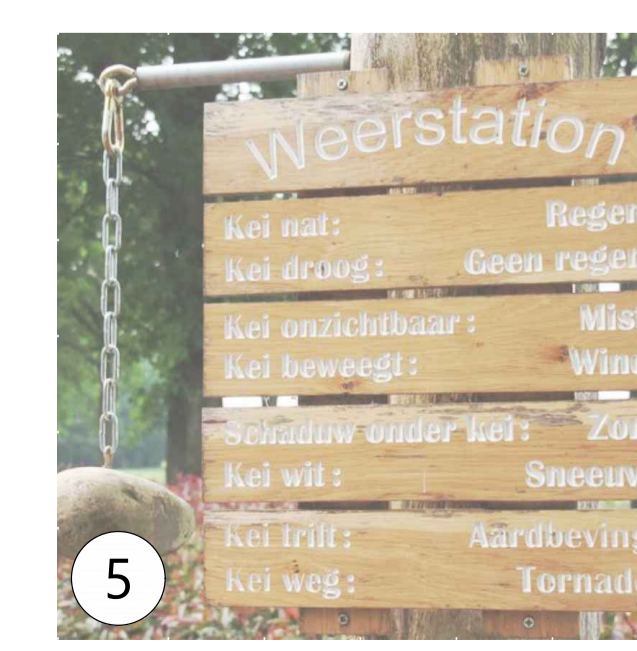 Weerstation
Kei nat: Regen
Kei droog: Geen regen
Kei onzichtbaar: Mist
Kei beweegt: Wind
Schaduw onder kei: Zon
Kei wit: Sneeuw
Kei trilt: Aardbeving
Kei weg: Tornad
5